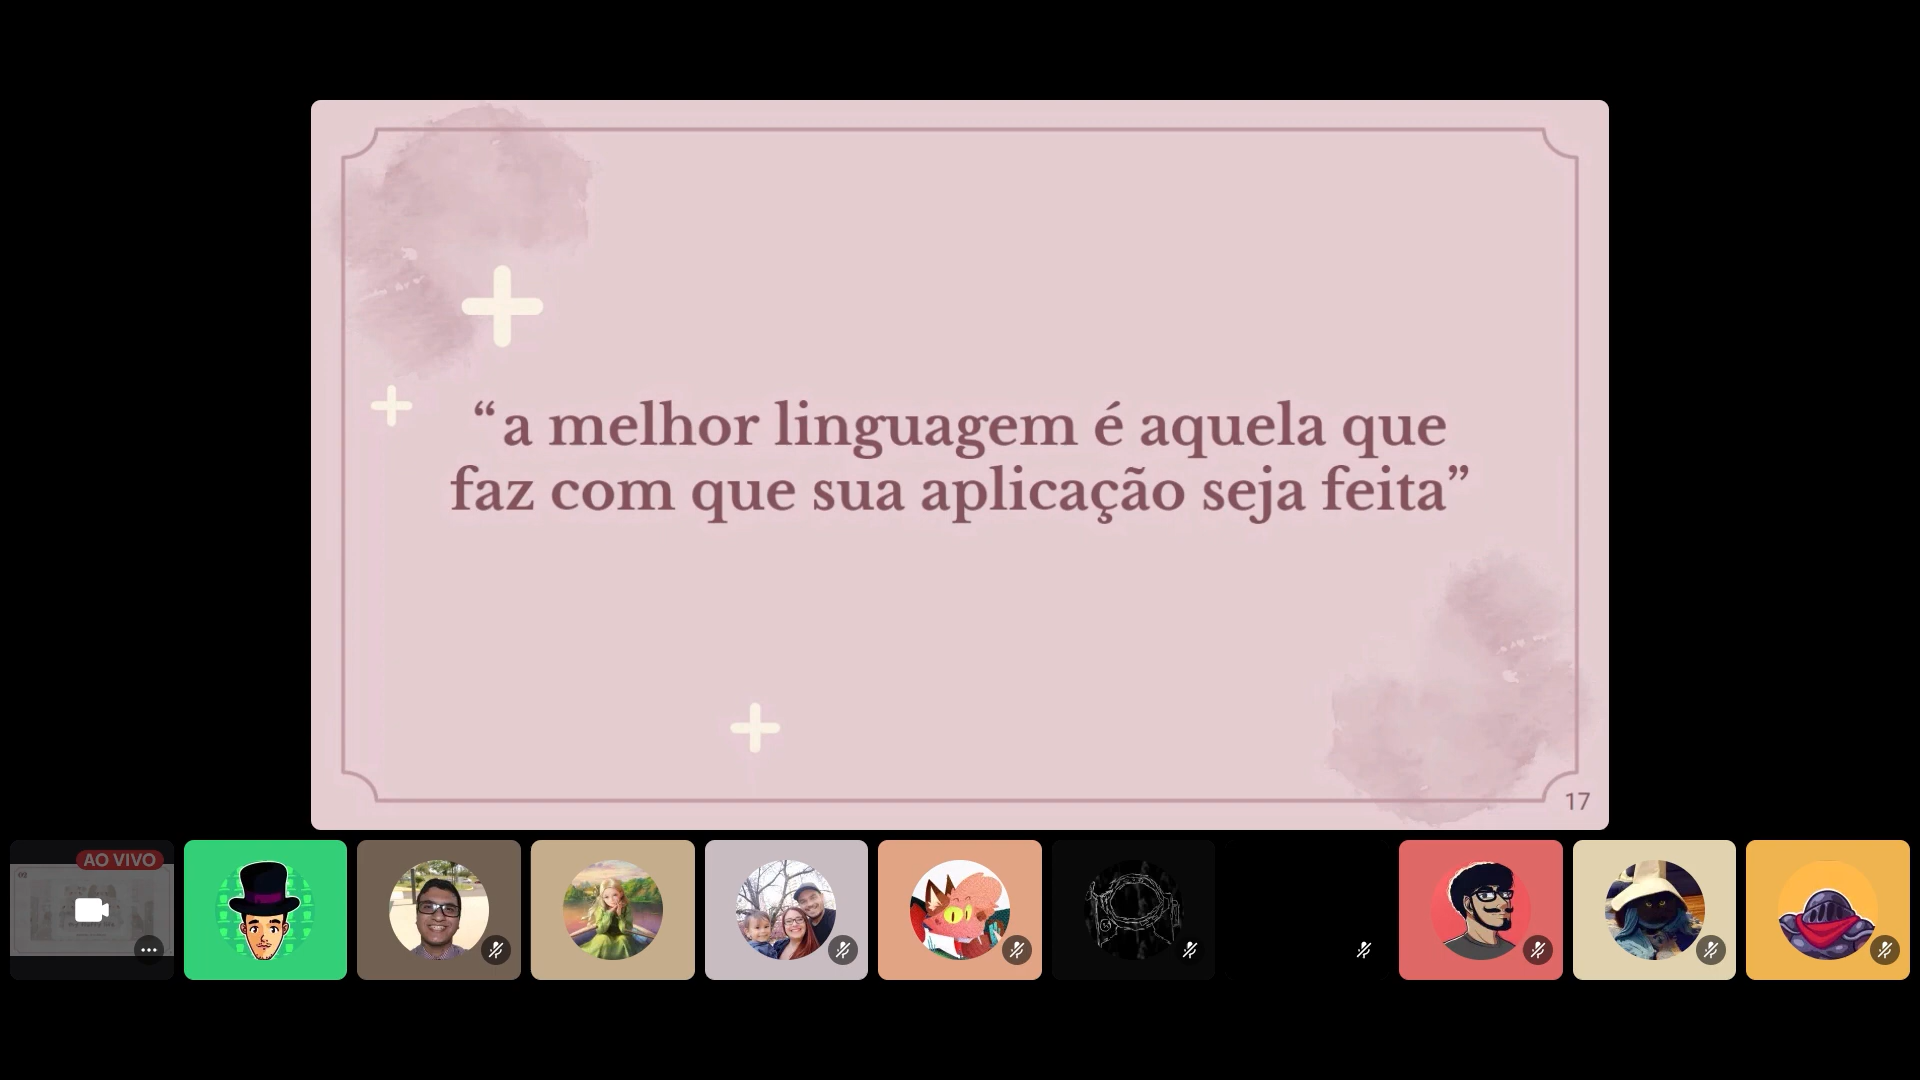 “a melhor linguagem é aquela que
faz com que sua aplicação seja feita”
17
AO VIVO